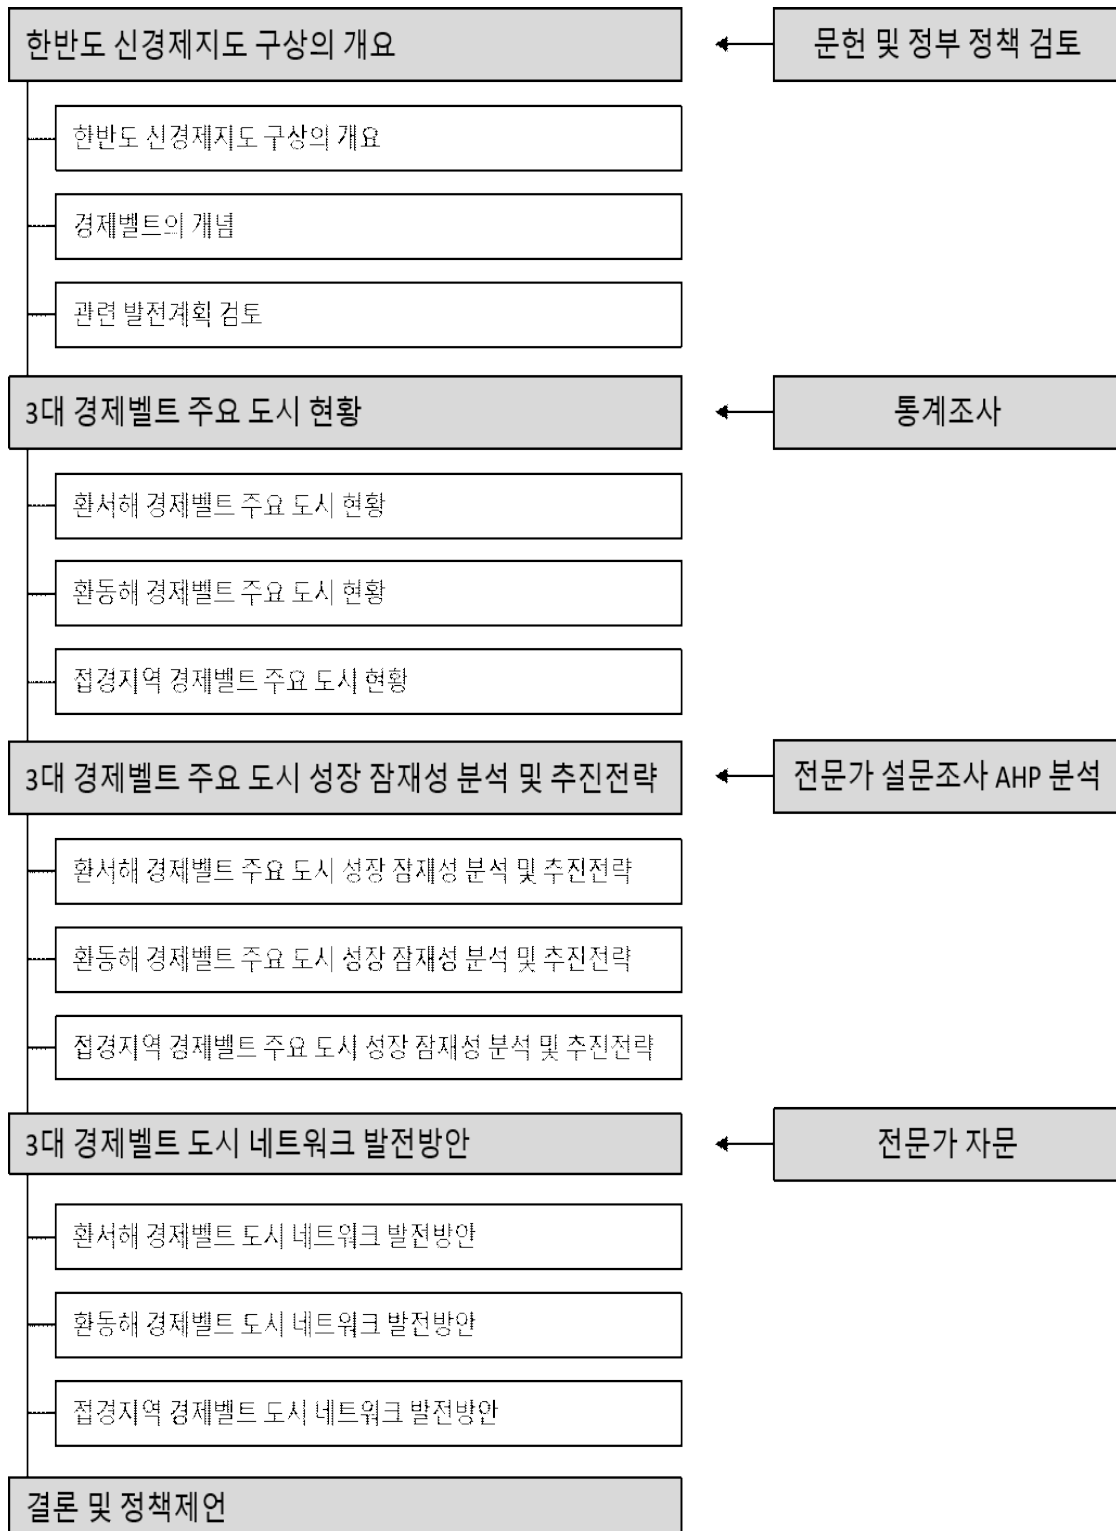 한반도 신경제지도 구상의 개요
문헌 및 정부 정책 검토
한반도 신경제지도 구상의 개요
경제벨트의 개념
관련 발전계획 검토
3대 경제벨트 주요 도시 현황
통계조사
환서해 경제벨트 주요 도시 현황
환동해 경제벨트 주요 도시 현황
접경지역 경제벨트 주요 도시 현황
3대 경제벨트 주요 도시 성장 잠재성 분석 및 추진전략
전문가 설문조사 AHP 분석
환서해 경제벨트 주요 도시 성장 잠재성 분석 및 추진전략
환동해 경제벨트 주요 도시 성장 잠재성 분석 및 추진전략
접경지역 경제벨트 주요 도시 성장 잠재성 분석 및 추진전략
3대 경제벨트 도시 네트워크 발전방안
전문가 자문
환서해 경제벨트 도시 네트워크 발전방안
환동해 경제벨트 도시 네트워크 발전방안
접경지역 경제벨트 도시 네트워크 발전방안
결론 및 정책제언